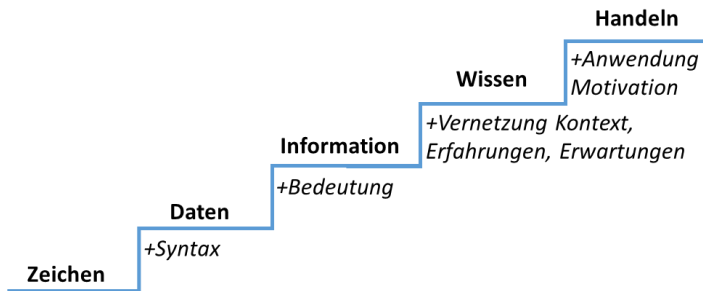 Handeln
+Anwendung
Motivation
Wissen
+Vernetzung Kontext,
Erfahrungen, Erwartungen
Information
+Bedeutung
Daten
+Syntax
Zeichen